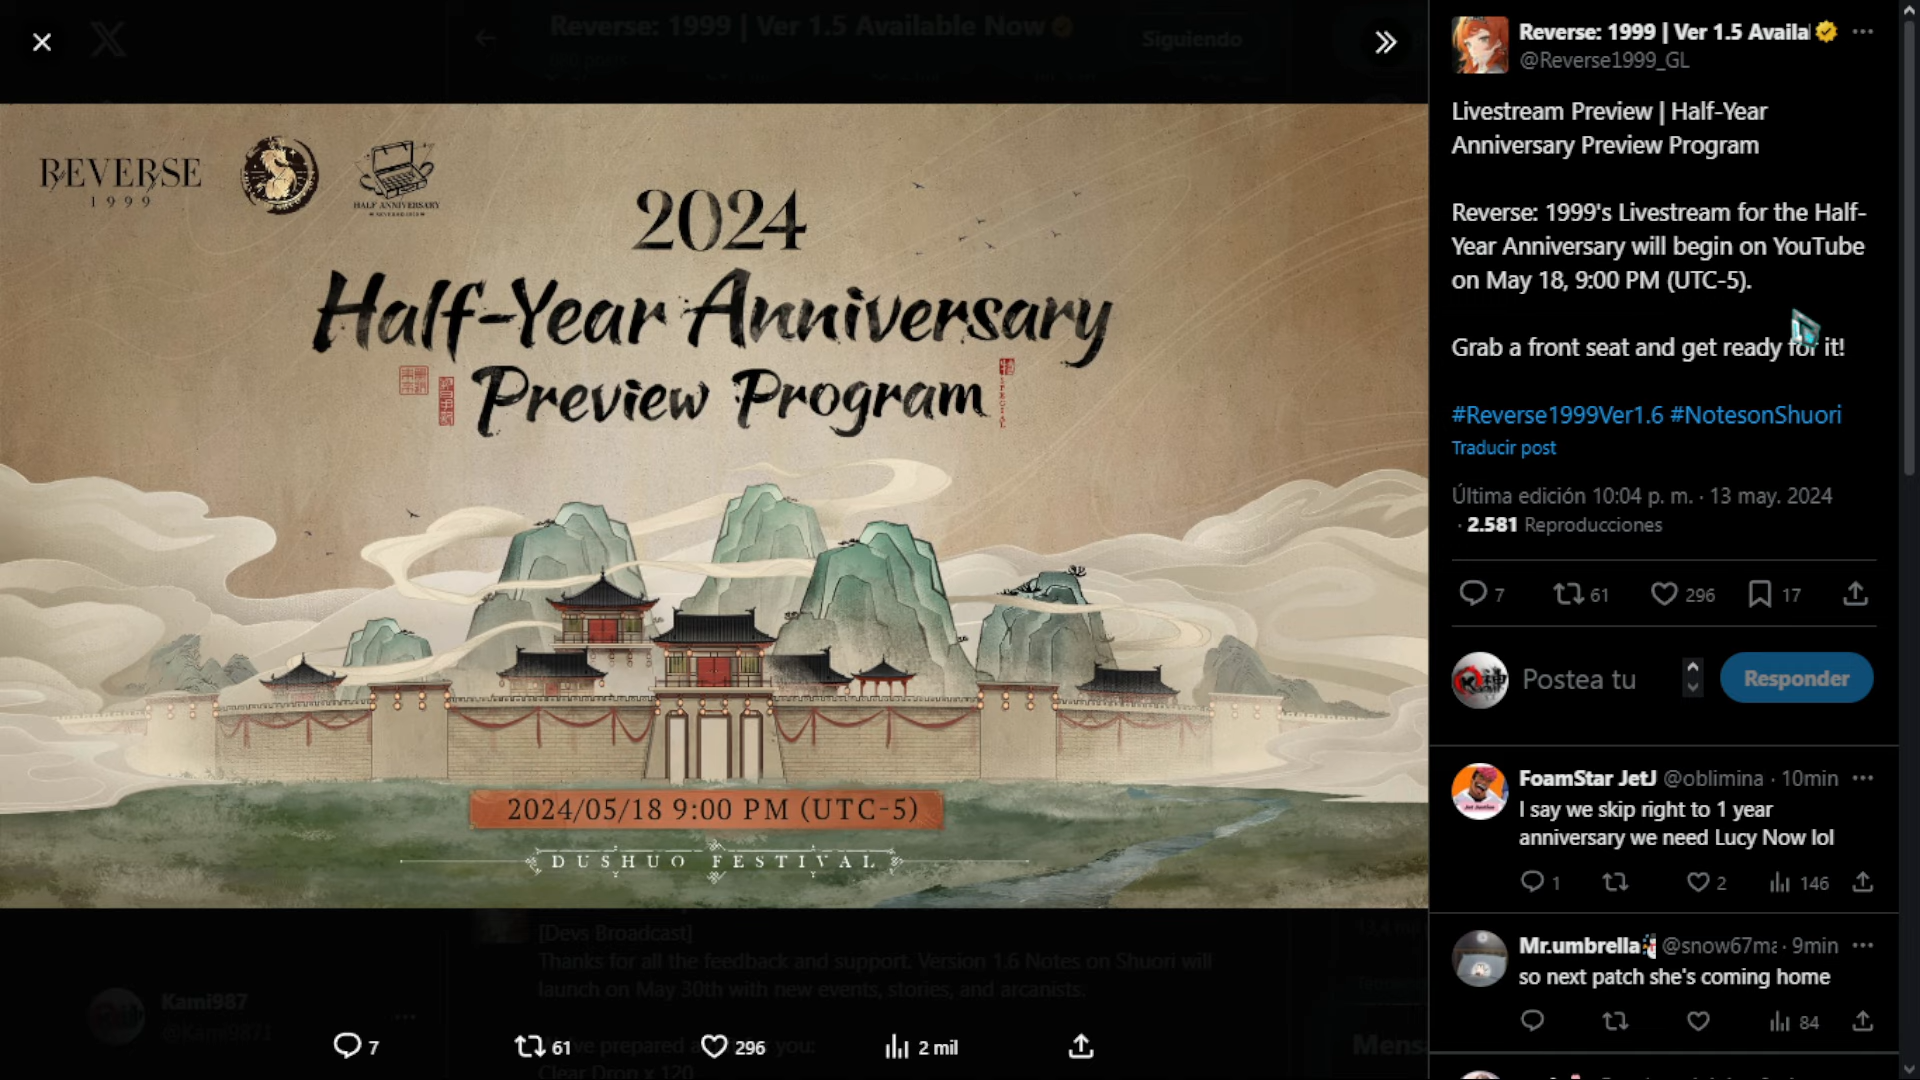 Reverse: 1999 | Ver 1.5 Available Now
Siguiendo
REVERSE
1999
HALF ANNIVERSARY
2024
Half-Year Anniversary
Preview Program
SPECIAL
2024/05/18 9:00 PM (UTC-5)
DUSHUO FESTIVAL
[Devs Broadcast]
Thanks for all the feedback and support. Version 1.6 Notes on Shuori will
launch on May 30th with new events, stories, and arcanists.
Kami987
ve prepared a you:
Clear Drop x 120
Mens
7
61
296
2 mil
Reverse: 1999 | Ver 1.5 Availal
@Reverse1999_GL
Livestream Preview | Half-Year
Anniversary Preview Program
Reverse: 1999's Livestream for the Half-
Year Anniversary will begin on YouTube
on May 18, 9:00 PM (UTC-5).
Grab a front seat and get ready for it!
#Reverse1999Ver1.6 #NotesonShuori
Traducir post
Última edición 10:04 p. m. · 13 may. 2024
· 2.581 Reproducciones
7 61 296 17
Postea tu
Responder
FoamStar JetJ @oblimina · 10min
I say we skip right to 1 year
anniversary we need Lucy Now lol
1 2 146
Mr.umbrella @snow67ma · 9min
so next patch she's coming home
84